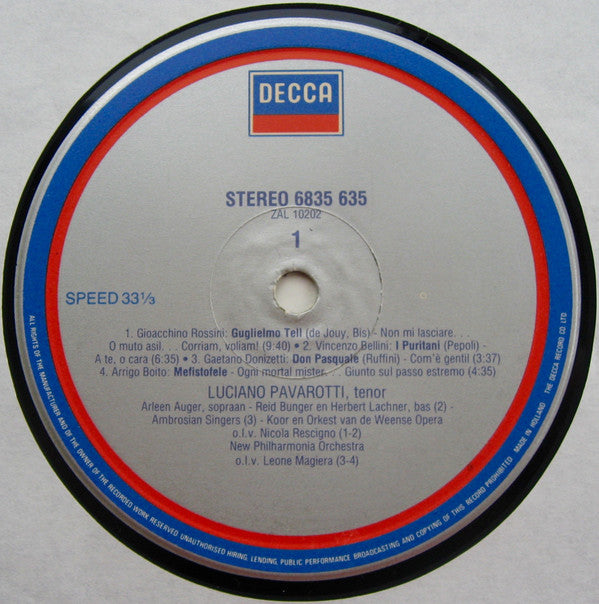 DECCA
STEREO 6835 635
ZAL 10202
1
SPEED 33⅓
1. Gioacchino Rossini: Guglielmo Tell (de Jouy, Bis) - Non mi lasciare. . .
O muto asil. . . Corriam, voliam! (9:40) • 2. Vincenzo Bellini: I Puritani (Pepoli) -
A te, o cara (6:35) • 3. Gaetano Donizetti: Don Pasquale (Ruffini) - Com'è gentil (3:37)
4. Arrigo Boito: Mefistofele - Ogni mortal mister. . . Giunto sul passo estremo (4:35)
LUCIANO PAVAROTTI, tenor
Arleen Auger, sopraan - Reid Bunger en Herbert Lachner, bas (2) -
Ambrosian Singers (3) - Koor en Orkest van de Weense Opera
o.l.v. Nicola Rescigno (1-2)
New Philharmonia Orchestra
o.l.v. Leone Magiera (3-4)
ALL RIGHTS OF THE MANUFACTURER AND OF THE OWNER OF THE RECORDED WORK RESERVED UNAUTHORISED HIRING, LENDING, PUBLIC PERFORMANCE BROADCASTING AND COPYING OF THIS RECORD PROHIBITED MADE IN HOLLAND THE DECCA RECORD CO LTD